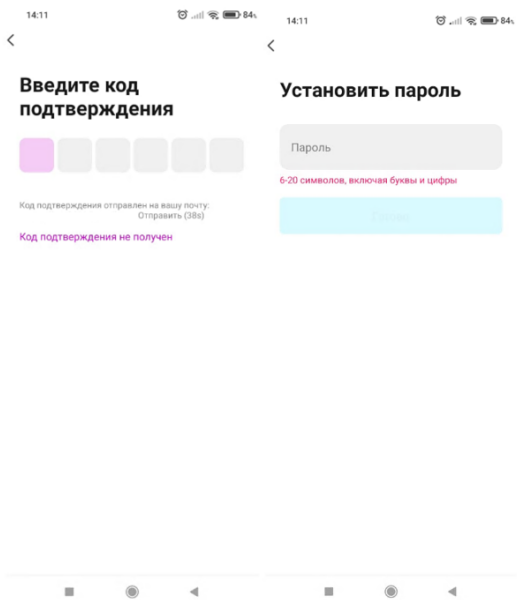 14:11
84%
Введите код
подтверждения
Код подтверждения отправлен на вашу почту:
Отправить (38s)
Код подтверждения не получен
14:11
84%
Установить пароль
Пароль
6-20 символов, включая буквы и цифры
Готово